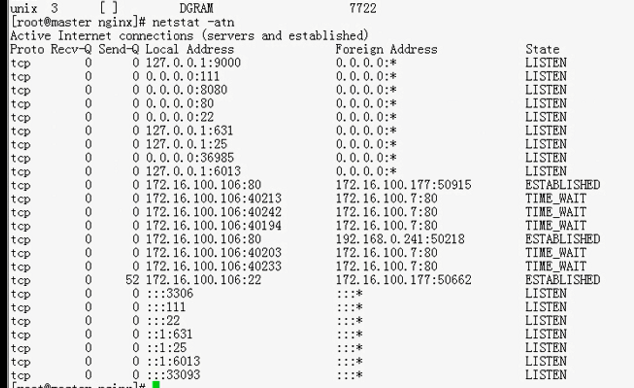 unix 3 [ ] DGRAM 7722
[root@master nginx]# netstat -atn
Active Internet connections (servers and established)
Proto Recv-Q Send-Q Local Address Foreign Address State
tcp 0 0 127.0.0.1:9000 0.0.0.0:* LISTEN
tcp 0 0 0.0.0.0:111 0.0.0.0:* LISTEN
tcp 0 0 0.0.0.0:8080 0.0.0.0:* LISTEN
tcp 0 0 0.0.0.0:80 0.0.0.0:* LISTEN
tcp 0 0 0.0.0.0:22 0.0.0.0:* LISTEN
tcp 0 0 127.0.0.1:631 0.0.0.0:* LISTEN
tcp 0 0 127.0.0.1:25 0.0.0.0:* LISTEN
tcp 0 0 0.0.0.0:36985 0.0.0.0:* LISTEN
tcp 0 0 127.0.0.1:6013 0.0.0.0:* LISTEN
tcp 0 0 172.16.100.106:80 172.16.100.177:50915 ESTABLISHED
tcp 0 0 172.16.100.106:40213 172.16.100.7:80 TIME_WAIT
tcp 0 0 172.16.100.106:40242 172.16.100.7:80 TIME_WAIT
tcp 0 0 172.16.100.106:40194 172.16.100.7:80 TIME_WAIT
tcp 0 0 172.16.100.106:80 192.168.0.241:50218 ESTABLISHED
tcp 0 0 172.16.100.106:40203 172.16.100.7:80 TIME_WAIT
tcp 0 0 172.16.100.106:40233 172.16.100.7:80 TIME_WAIT
tcp 0 52 172.16.100.106:22 172.16.100.177:50662 ESTABLISHED
tcp 0 0 :::3306 :::* LISTEN
tcp 0 0 :::111 :::* LISTEN
tcp 0 0 :::22 :::* LISTEN
tcp 0 0 ::1:631 :::* LISTEN
tcp 0 0 ::1:25 :::* LISTEN
tcp 0 0 ::1:6013 :::* LISTEN
tcp 0 0 :::33093 :::* LISTEN
[root@master nginx]#